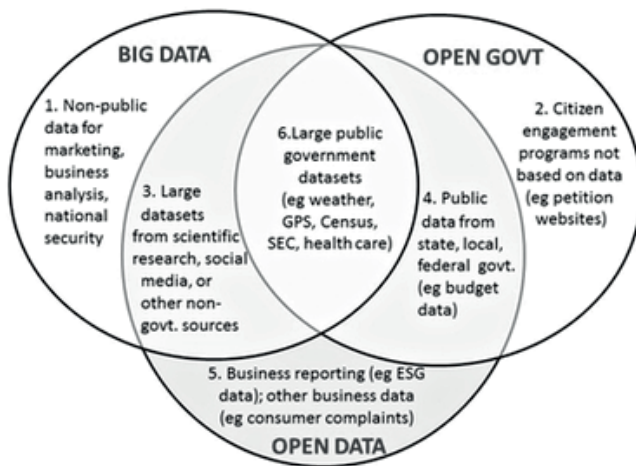 BIG DATA
OPEN GOVT
1. Non-public
data for
marketing,
business
analysis,
national
security
2. Citizen
engagement
programs not
based on data
(eg petition
websites)
3. Large
datasets
from scientific
research, social
media, or
other non-
govt. sources
6.Large public
government
datasets
(eg weather,
GPS, Census,
SEC, health care)
4. Public
data from
state, local,
federal govt.
(eg budget
data)
5. Business reporting (eg ESG
data); other business data
(eg consumer complaints)
OPEN DATA